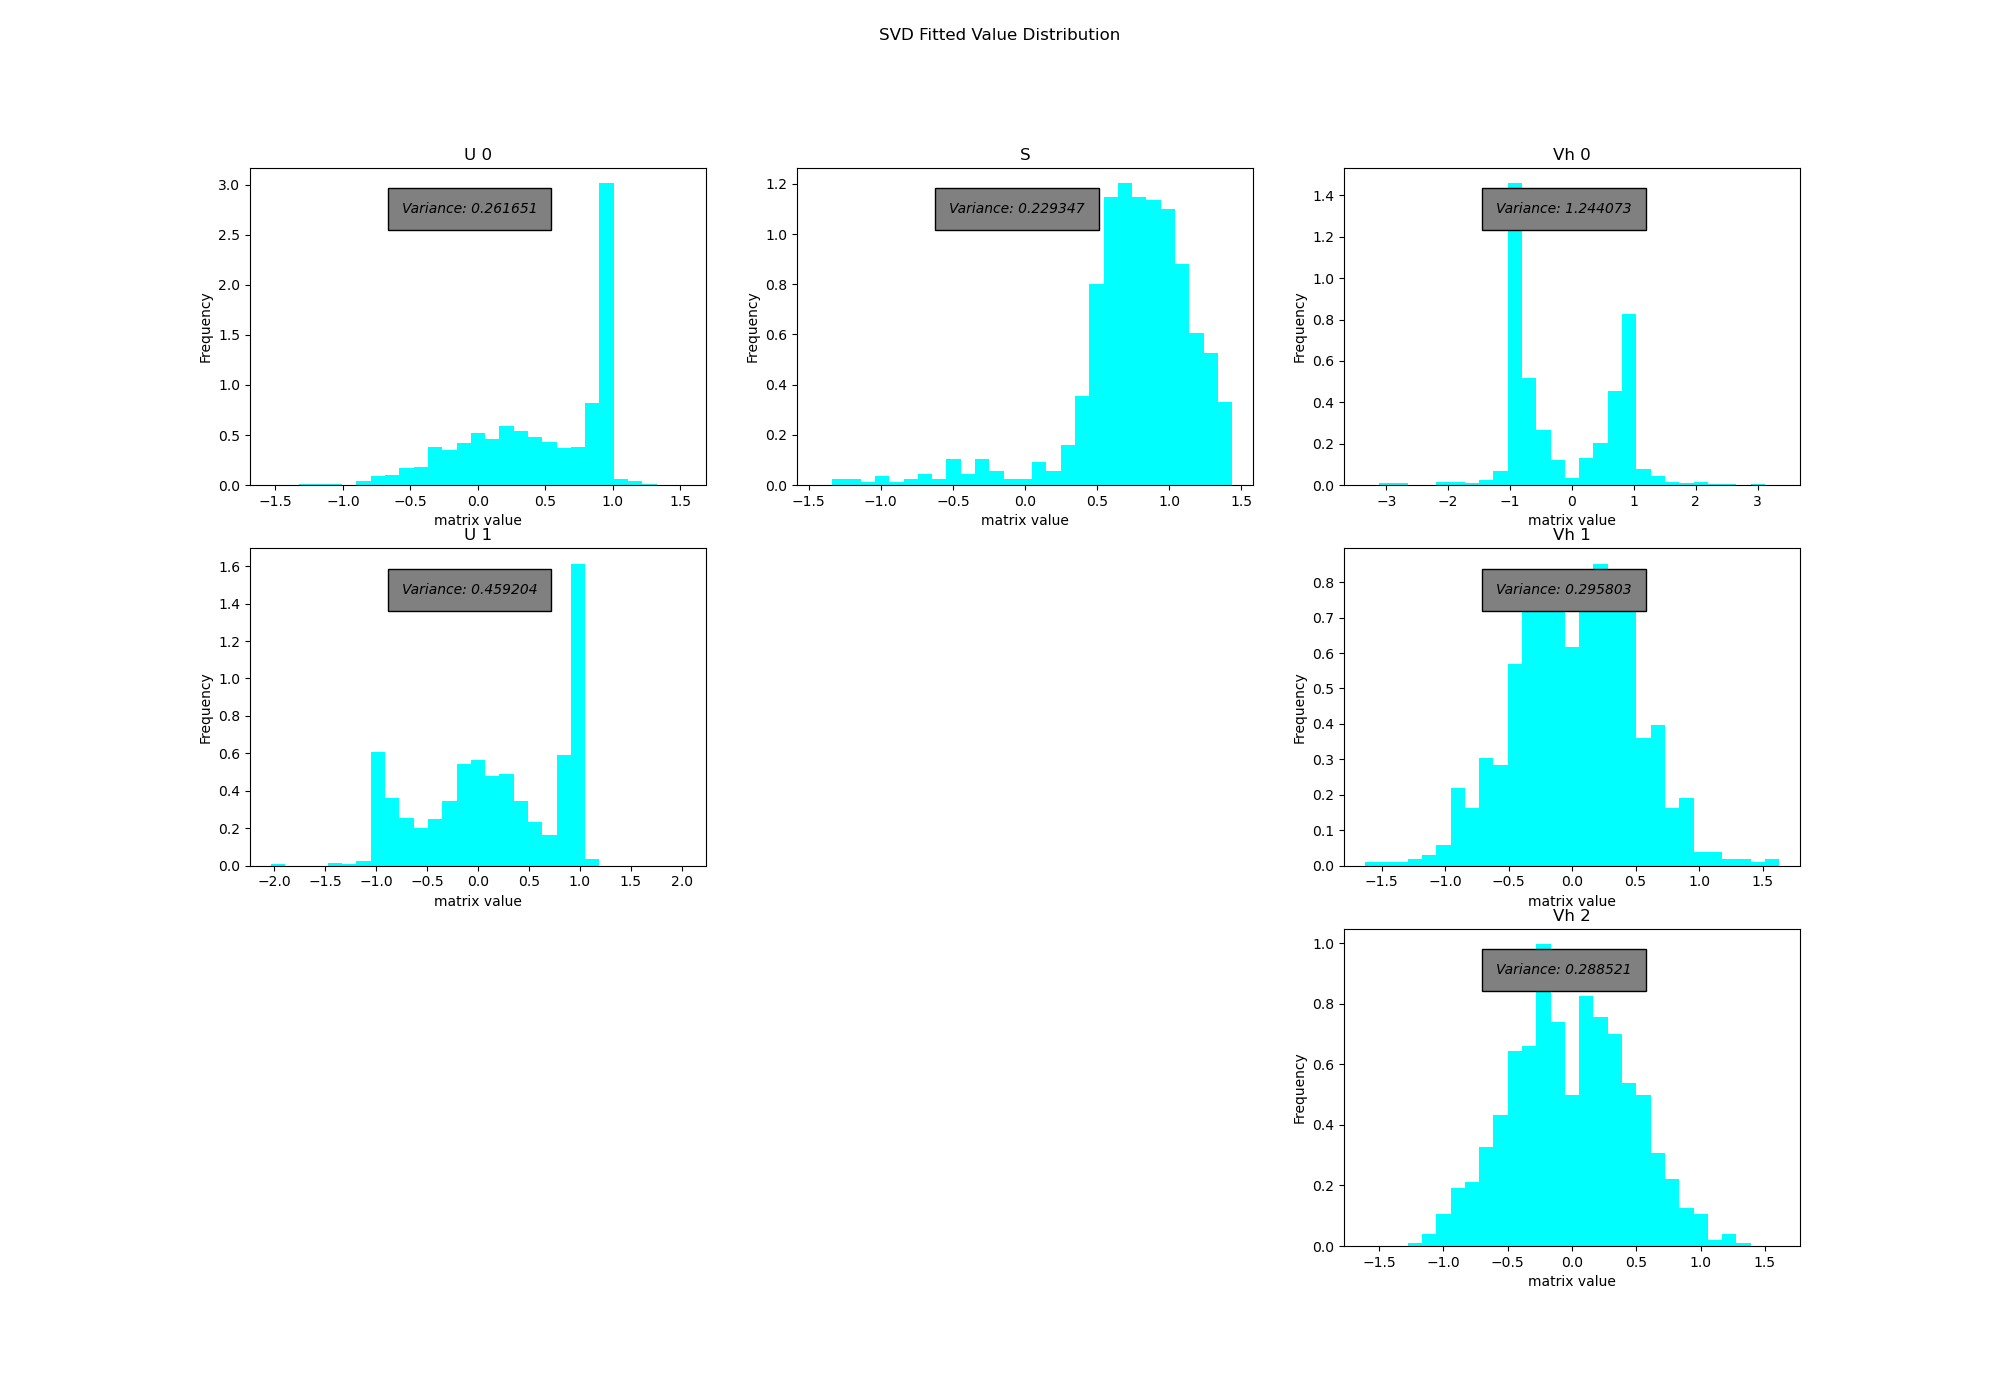 SVD Fitted Value Distribution
U 0
Variance: 0.261651
Frequency
3.0
2.5
2.0
1.5
1.0
0.5
0.0
−1.5 −1.0 −0.5 0.0 0.5 1.0 1.5
matrix value
S
Variance: 0.229347
Frequency
1.2
1.0
0.8
0.6
0.4
0.2
0.0
−1.5 −1.0 −0.5 0.0 0.5 1.0 1.5
matrix value
Vh 0
Variance: 1.244073
Frequency
1.4
1.2
1.0
0.8
0.6
0.4
0.2
0.0
−3 −2 −1 0 1 2 3
matrix value
U 1
Variance: 0.459204
Frequency
1.6
1.4
1.2
1.0
0.8
0.6
0.4
0.2
0.0
−2.0 −1.5 −1.0 −0.5 0.0 0.5 1.0 1.5 2.0
matrix value
Vh 1
Variance: 0.295803
Frequency
0.8
0.7
0.6
0.5
0.4
0.3
0.2
0.1
0.0
−1.5 −1.0 −0.5 0.0 0.5 1.0 1.5
matrix value
Vh 2
Variance: 0.288521
Frequency
1.0
0.8
0.6
0.4
0.2
0.0
−1.5 −1.0 −0.5 0.0 0.5 1.0 1.5
matrix value